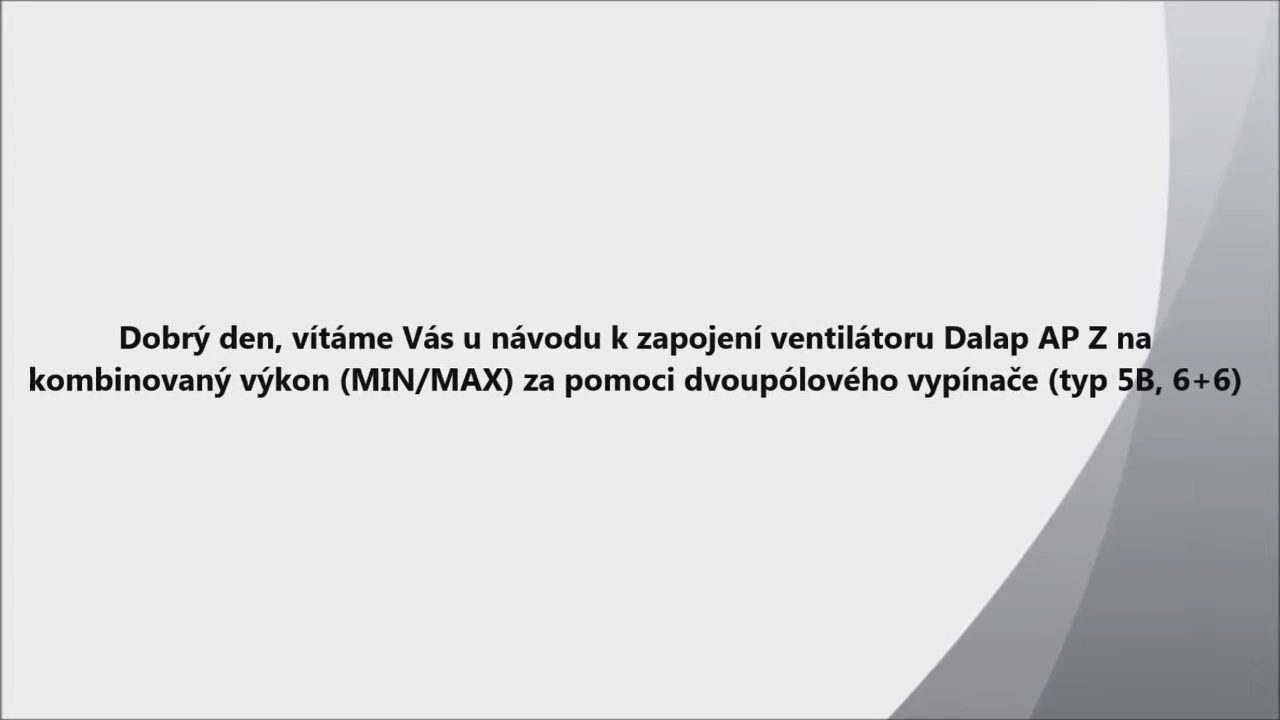 Dobrý den, vítáme Vás u návodu k zapojení ventilátoru Dalap AP Z na
kombinovaný výkon (MIN/MAX) za pomoci dvoupólového vypínače (typ 5B, 6+6)